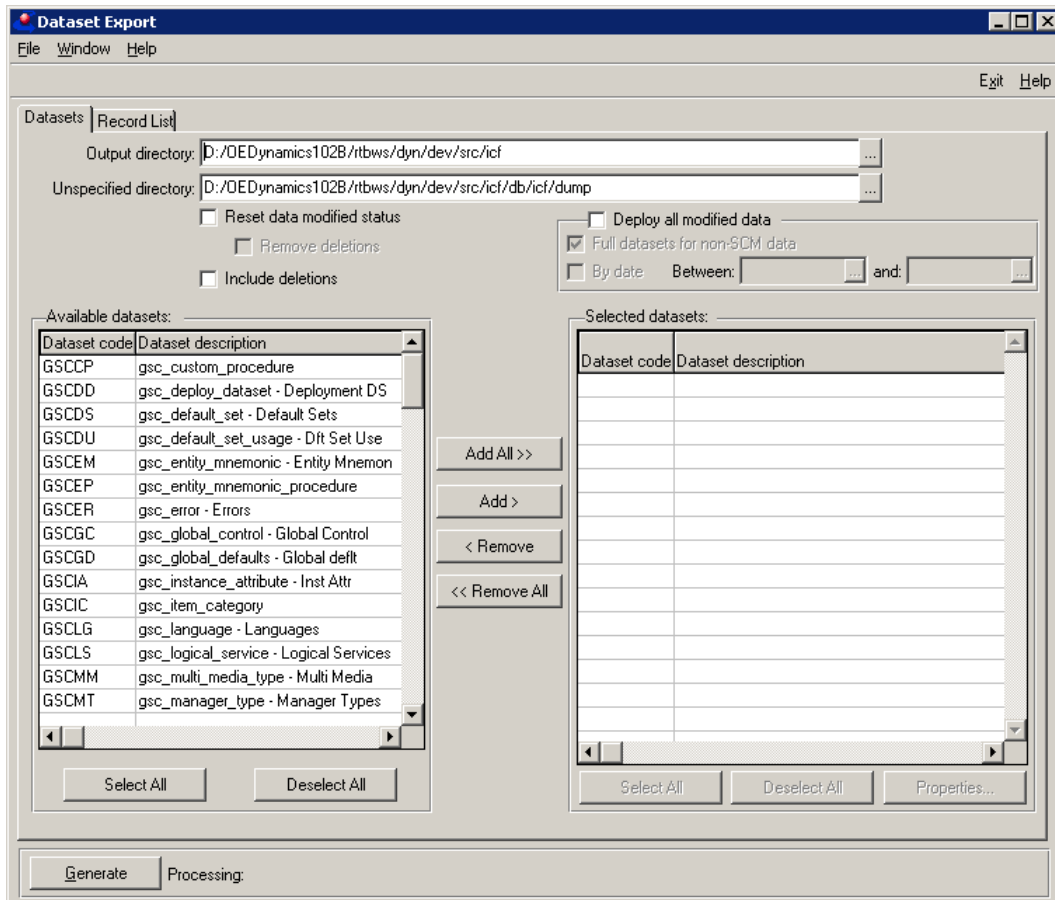 Dataset Export
File Window Help
Exit Help
Datasets Record List
Output directory: D:/OEDynamics102B/rtbws/dyn/dev/src/icf ...
Unspecified directory: D:/OEDynamics102B/rtbws/dyn/dev/src/icf/db/icf/dump ...
Reset data modified status
Remove deletions
Include deletions
Deploy all modified data
Full datasets for non-SCM data
By date Between: ... and: ...
Available datasets:
Dataset code Dataset description
GSCCP gsc_custom_procedure
GSCDD gsc_deploy_dataset - Deployment DS
GSCDS gsc_default_set - Default Sets
GSCDU gsc_default_set_usage - Dft Set Use
GSCEM gsc_entity_mnemonic - Entity Mnemon
GSCEP gsc_entity_mnemonic_procedure
GSCER gsc_error - Errors
GSCGC gsc_global_control - Global Control
GSCGD gsc_global_defaults - Global deflt
GSCIA gsc_instance_attribute - Inst Attr
GSCIC gsc_item_category
GSCLG gsc_language - Languages
GSCLS gsc_logical_service - Logical Services
GSCMM gsc_multi_media_type - Multi Media
GSCMT gsc_manager_type - Manager Types
Select All Deselect All
Add All >>
Add >
< Remove
<< Remove All
Selected datasets:
Dataset code Dataset description
Select All Deselect All Properties...
Generate Processing: